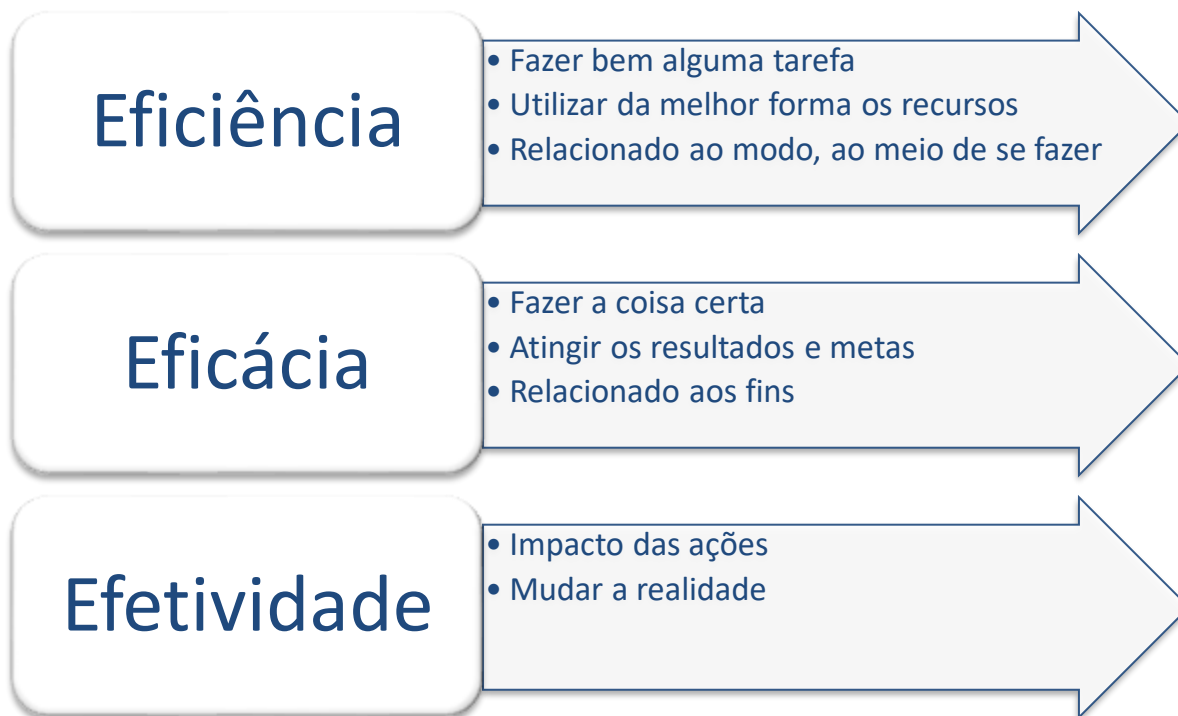 Eficiência
• Fazer bem alguma tarefa
• Utilizar da melhor forma os recursos
• Relacionado ao modo, ao meio de se fazer
Eficácia
• Fazer a coisa certa
• Atingir os resultados e metas
• Relacionado aos fins
Efetividade
• Impacto das ações
• Mudar a realidade